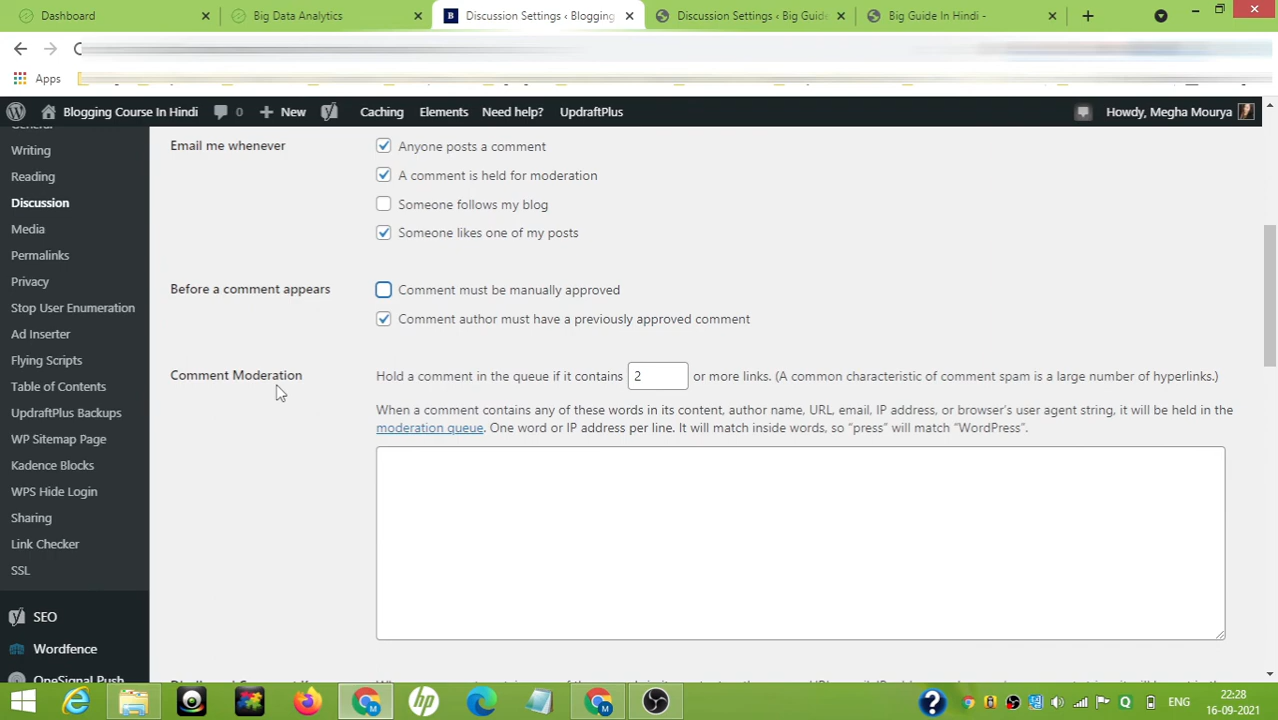 Dashboard
Big Data Analytics
Discussion Settings ‹ Blogging
Discussion Settings ‹ Big Guide
Big Guide In Hindi -
Apps
Blogging Course In Hindi
0
New
Caching
Elements
Need help?
UpdraftPlus
Howdy, Megha Mourya
General
Writing
Reading
Discussion
Media
Permalinks
Privacy
Stop User Enumeration
Ad Inserter
Flying Scripts
Table of Contents
UpdraftPlus Backups
WP Sitemap Page
Kadence Blocks
WPS Hide Login
Sharing
Link Checker
SSL
SEO
Wordfence
OneSignal Push
Email me whenever
Anyone posts a comment
A comment is held for moderation
Someone follows my blog
Someone likes one of my posts
Before a comment appears
Comment must be manually approved
Comment author must have a previously approved comment
Comment Moderation
Hold a comment in the queue if it contains 2 or more links. (A common characteristic of comment spam is a large number of hyperlinks.)
When a comment contains any of these words in its content, author name, URL, email, IP address, or browser's user agent string, it will be held in the
moderation queue. One word or IP address per line. It will match inside words, so “press” will match “WordPress”.
ENG
22:28
16-09-2021